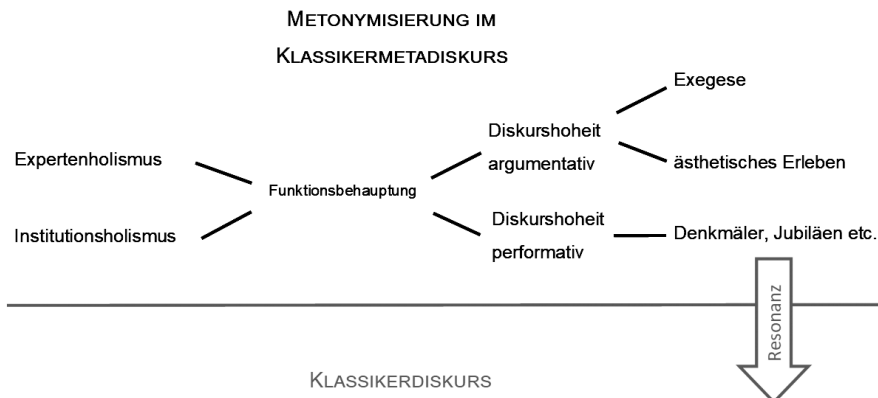 METONYMISIERUNG IM
KLASSIKERMETADISKURS
Exegese
Diskurshoheit
argumentativ
Expertenholismus
ästhetisches Erleben
Funktionsbehauptung
Institutionsholismus
Diskurshoheit
performativ
Denkmäler, Jubiläen etc.
Resonanz
KLASSIKERDISKURS